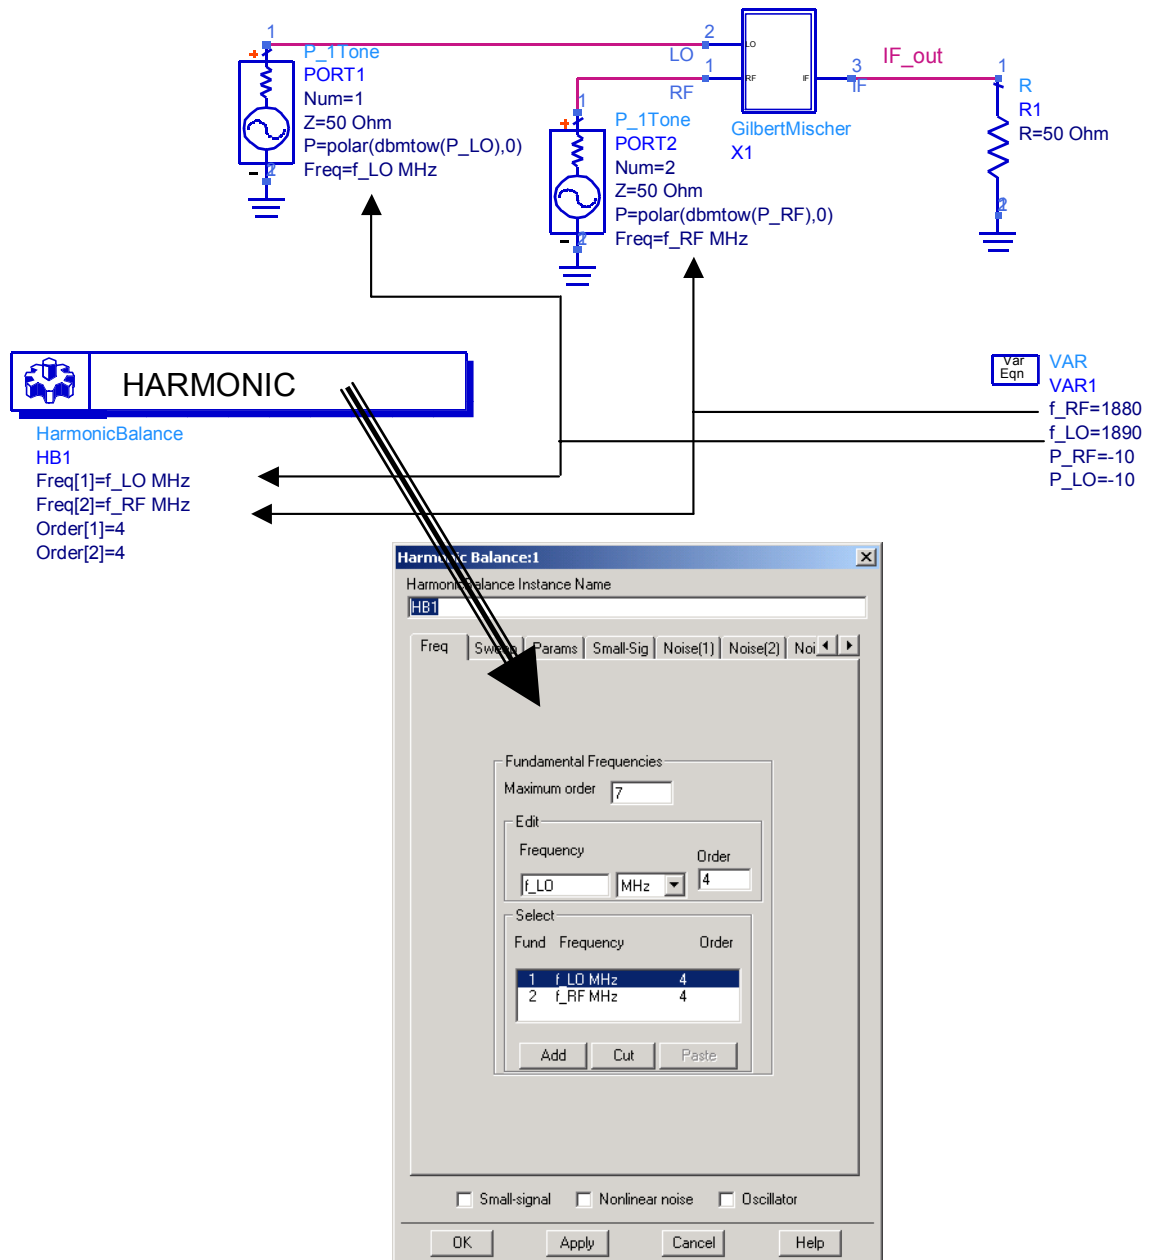 1
P_1Tone
PORT1
Num=1
Z=50 Ohm
P=polar(dbmtow(P_LO),0)
Freq=f_LO MHz
2
LO
1
RF
LO
RF
IF
GilbertMischer
X1
3
IF
IF_out
1
R
R1
R=50 Ohm
1
P_1Tone
PORT2
Num=2
Z=50 Ohm
P=polar(dbmtow(P_RF),0)
Freq=f_RF MHz
HARMONIC
HarmonicBalance
HB1
Freq[1]=f_LO MHz
Freq[2]=f_RF MHz
Order[1]=4
Order[2]=4
Var
Eqn
VAR
VAR1
f_RF=1880
f_LO=1890
P_RF=-10
P_LO=-10
Harmonic Balance:1
HarmonicBalance Instance Name
HB1
Freq Sweep Params Small-Sig Noise(1) Noise(2) Noi
Fundamental Frequencies
Maximum order 7
Edit
Frequency Order
f_LO MHz 4
Select
Fund Frequency Order
1 f_LO MHz 4
2 f_RF MHz 4
Add Cut Paste
Small-signal Nonlinear noise Oscillator
OK Apply Cancel Help